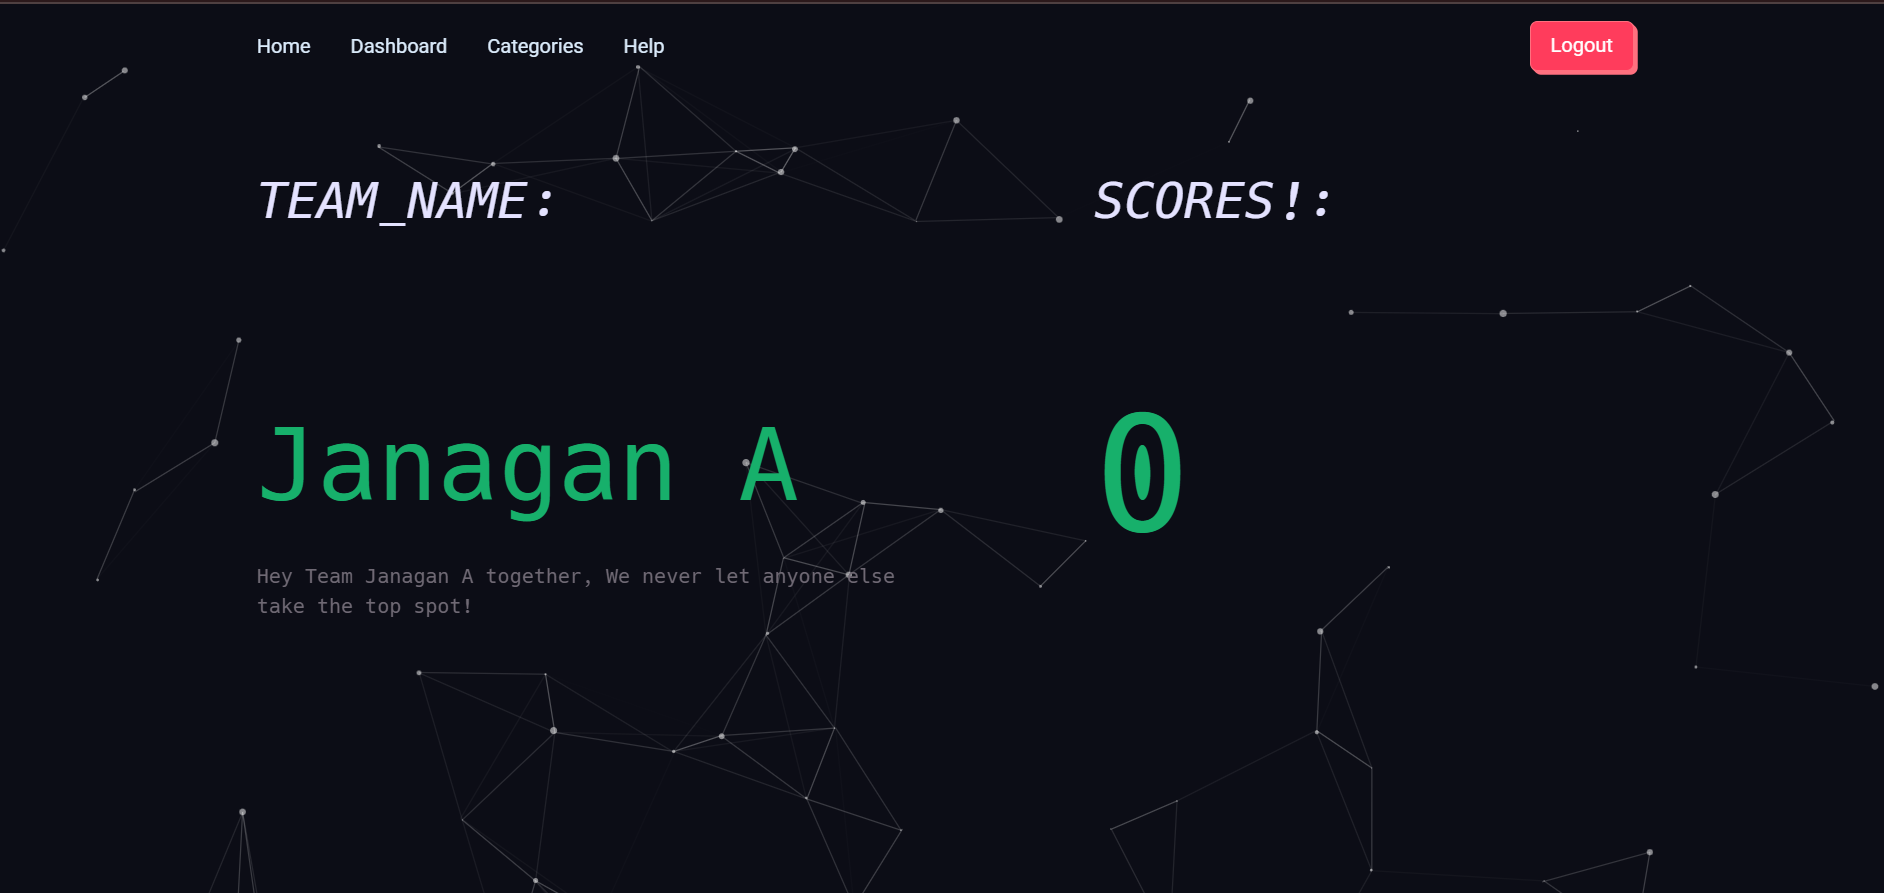 Home Dashboard Categories Help Logout
TEAM_NAME: SCORES!:
Janagan A 0
Hey Team Janagan A together, We never let anyone else
take the top spot!